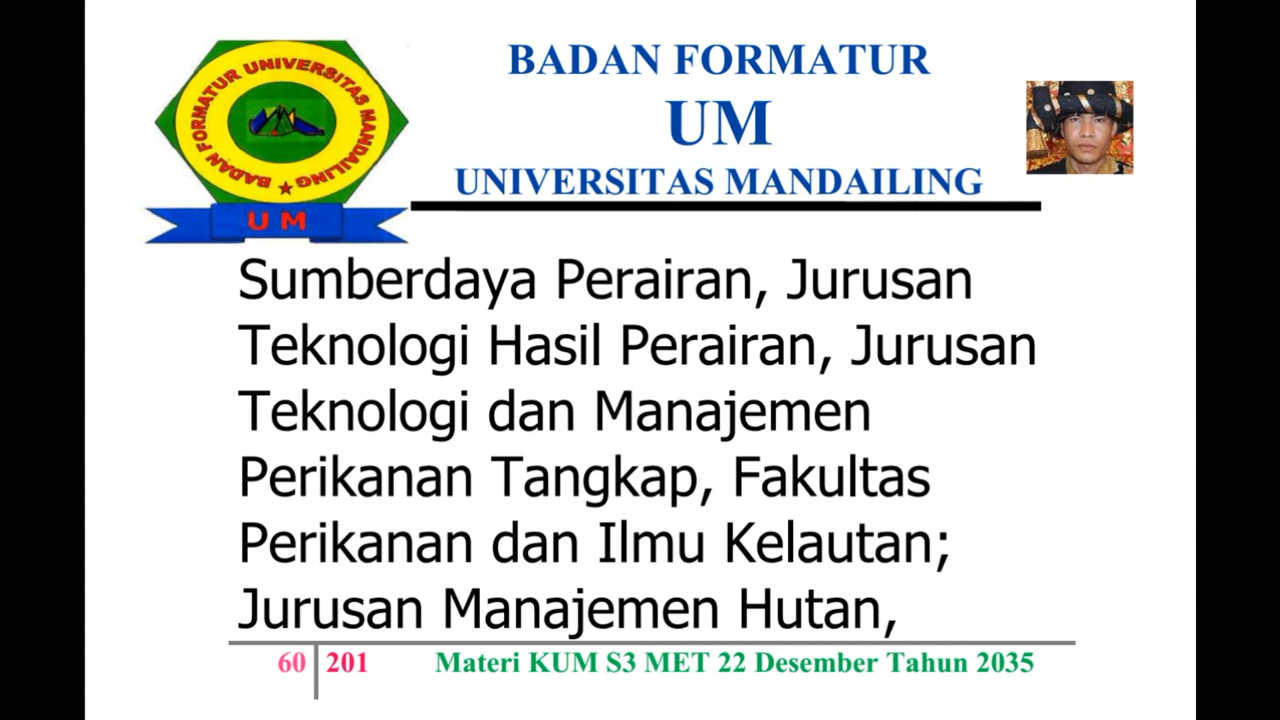 BADAN FORMATUR UNIVERSITAS MANDAILING
UM
BADAN FORMATUR
UM
UNIVERSITAS MANDAILING
Sumberdaya Perairan, Jurusan
Teknologi Hasil Perairan, Jurusan
Teknologi dan Manajemen
Perikanan Tangkap, Fakultas
Perikanan dan Ilmu Kelautan;
Jurusan Manajemen Hutan,
60 201 Materi KUM S3 MET 22 Desember Tahun 2035